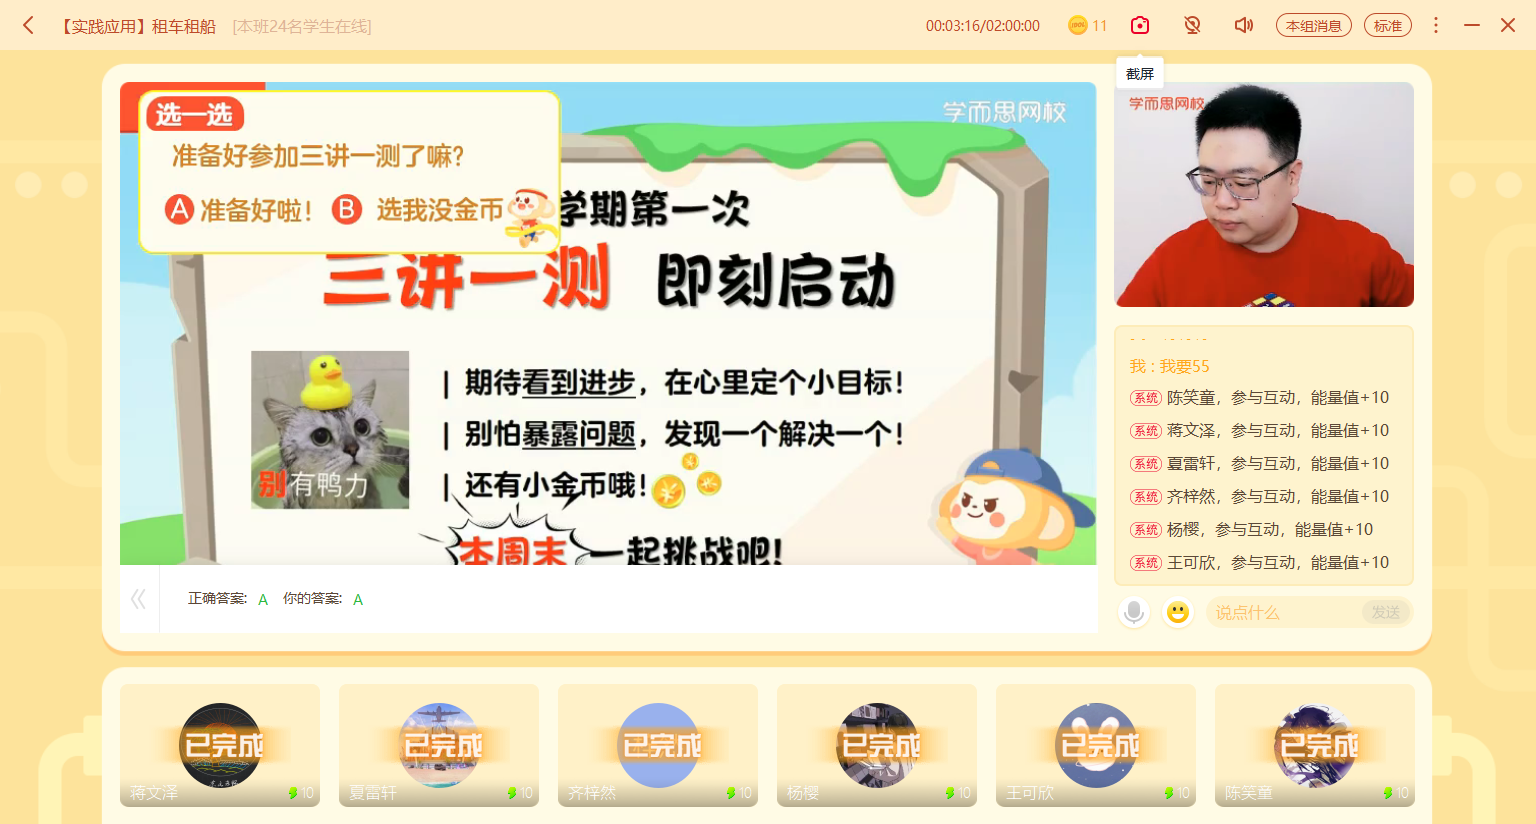 【实践应用】租车租船 [本班24名学生在线]
00:03:16/02:00:00
100% 11
本组消息
标准
截屏
选一选
准备好参加三讲一测了嘛?
A 准备好啦! B 选我没金币
学而思网校
学期第一次
三讲一测 即刻启动
别有鸭力
| 期待看到进步，在心里定个小目标!
| 别怕暴露问题，发现一个解决一个!
| 还有小金币哦!
本周末 一起挑战吧!
正确答案: A 你的答案: A
学而思网校
我 : 我要55
系统 陈笑童，参与互动，能量值+10
系统 蒋文泽，参与互动，能量值+10
系统 夏雷轩，参与互动，能量值+10
系统 齐梓然，参与互动，能量值+10
系统 杨樱，参与互动，能量值+10
系统 王可欣，参与互动，能量值+10
说点什么 发送
已完成 已完成 已完成 已完成 已完成 已完成
蒋文泽 10 夏雷轩 10 齐梓然 10 杨樱 10 王可欣 10 陈笑童 10